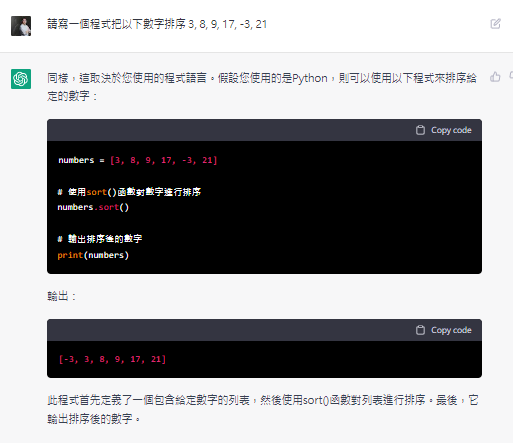 請寫一個程式把以下數字排序 3, 8, 9, 17, -3, 21
同樣，這取決於您使用的程式語言。假設您使用的是Python，則可以使用以下程式來排序給
定的數字：
Copy code
numbers = [3, 8, 9, 17, -3, 21]
# 使用sort()函數對數字進行排序
numbers.sort()
# 輸出排序後的數字
print(numbers)
輸出：
Copy code
[-3, 3, 8, 9, 17, 21]
此程式首先定義了一個包含給定數字的列表，然後使用sort()函數對列表進行排序。最後，它
輸出排序後的數字。